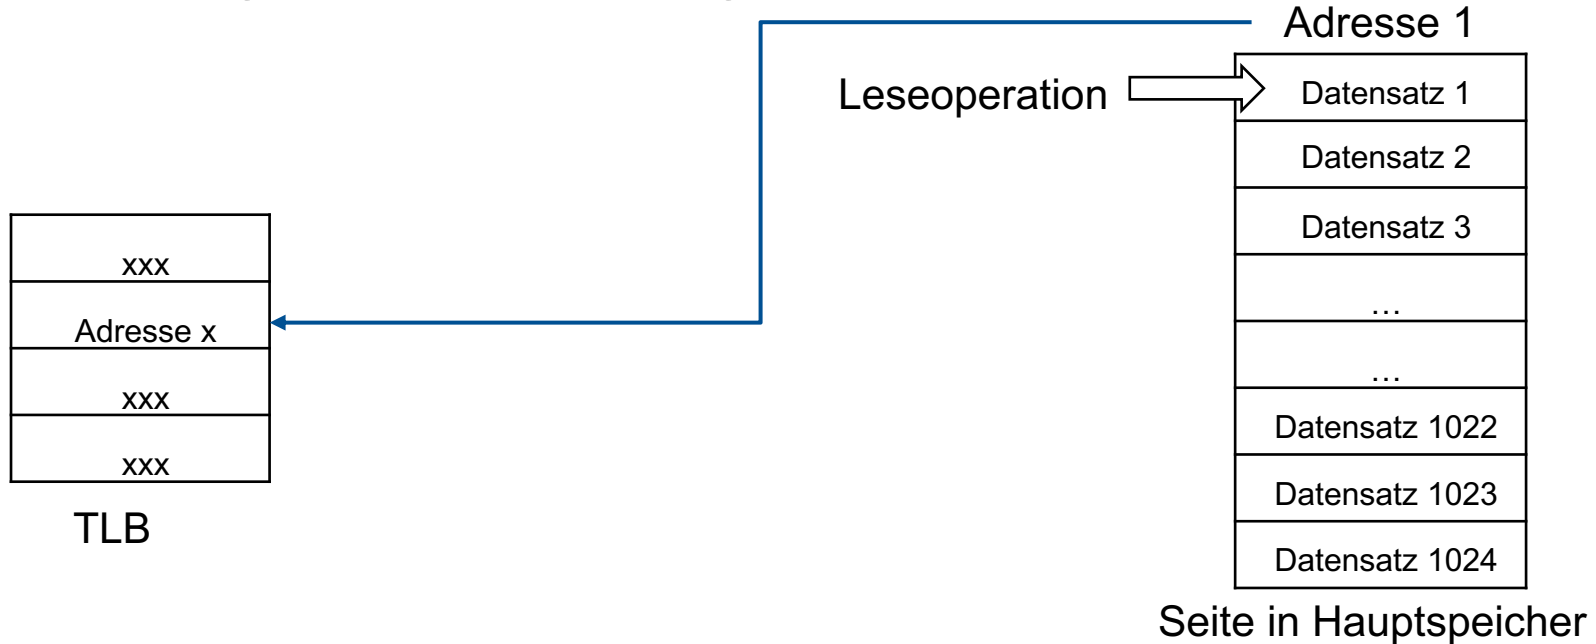 Adresse 1
Leseoperation
Datensatz 1
Datensatz 2
Datensatz 3
...
...
Datensatz 1022
Datensatz 1023
Datensatz 1024
Seite in Hauptspeicher
xxx
Adresse x
xxx
xxx
TLB